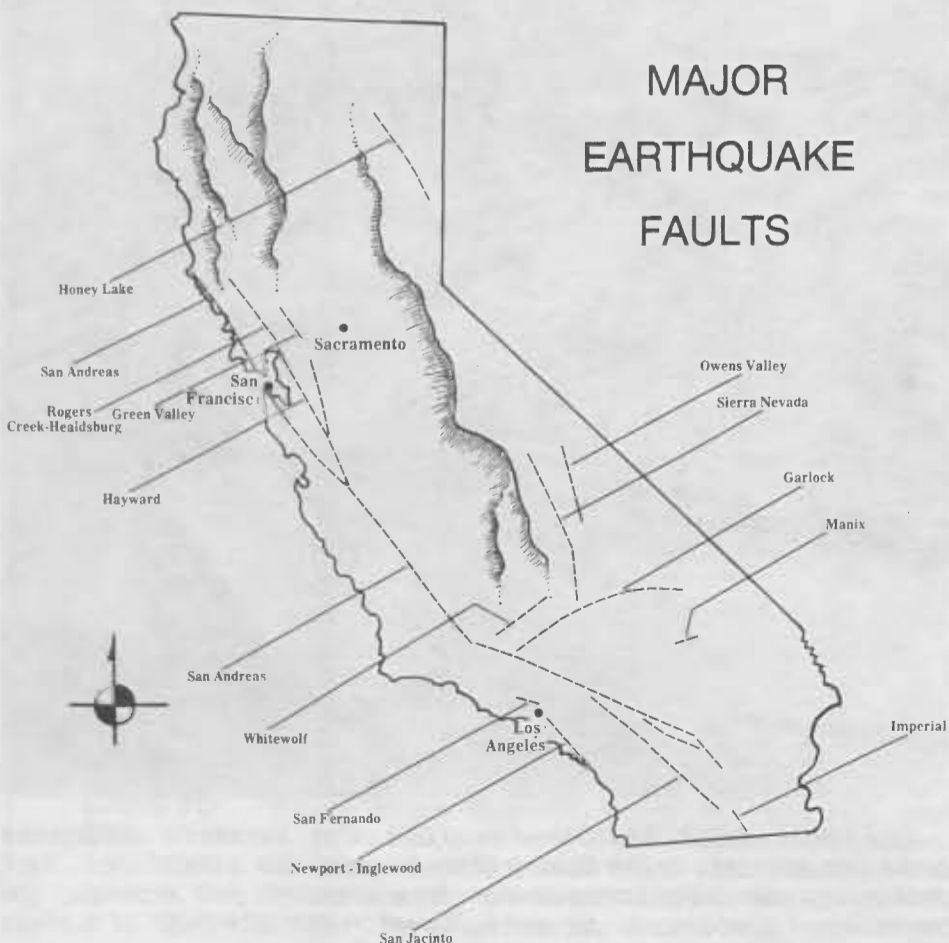 MAJOR
EARTHQUAKE
FAULTS
Honey Lake
San Andreas
Rogers
Creek-Healdsburg
Green Valley
Sacramento
San
Francisc
Hayward
Owens Valley
Sierra Nevada
Garlock
Manix
San Andreas
Whitewolf
Los
Angeles
Imperial
San Fernando
Newport - Inglewood
San Jacinto